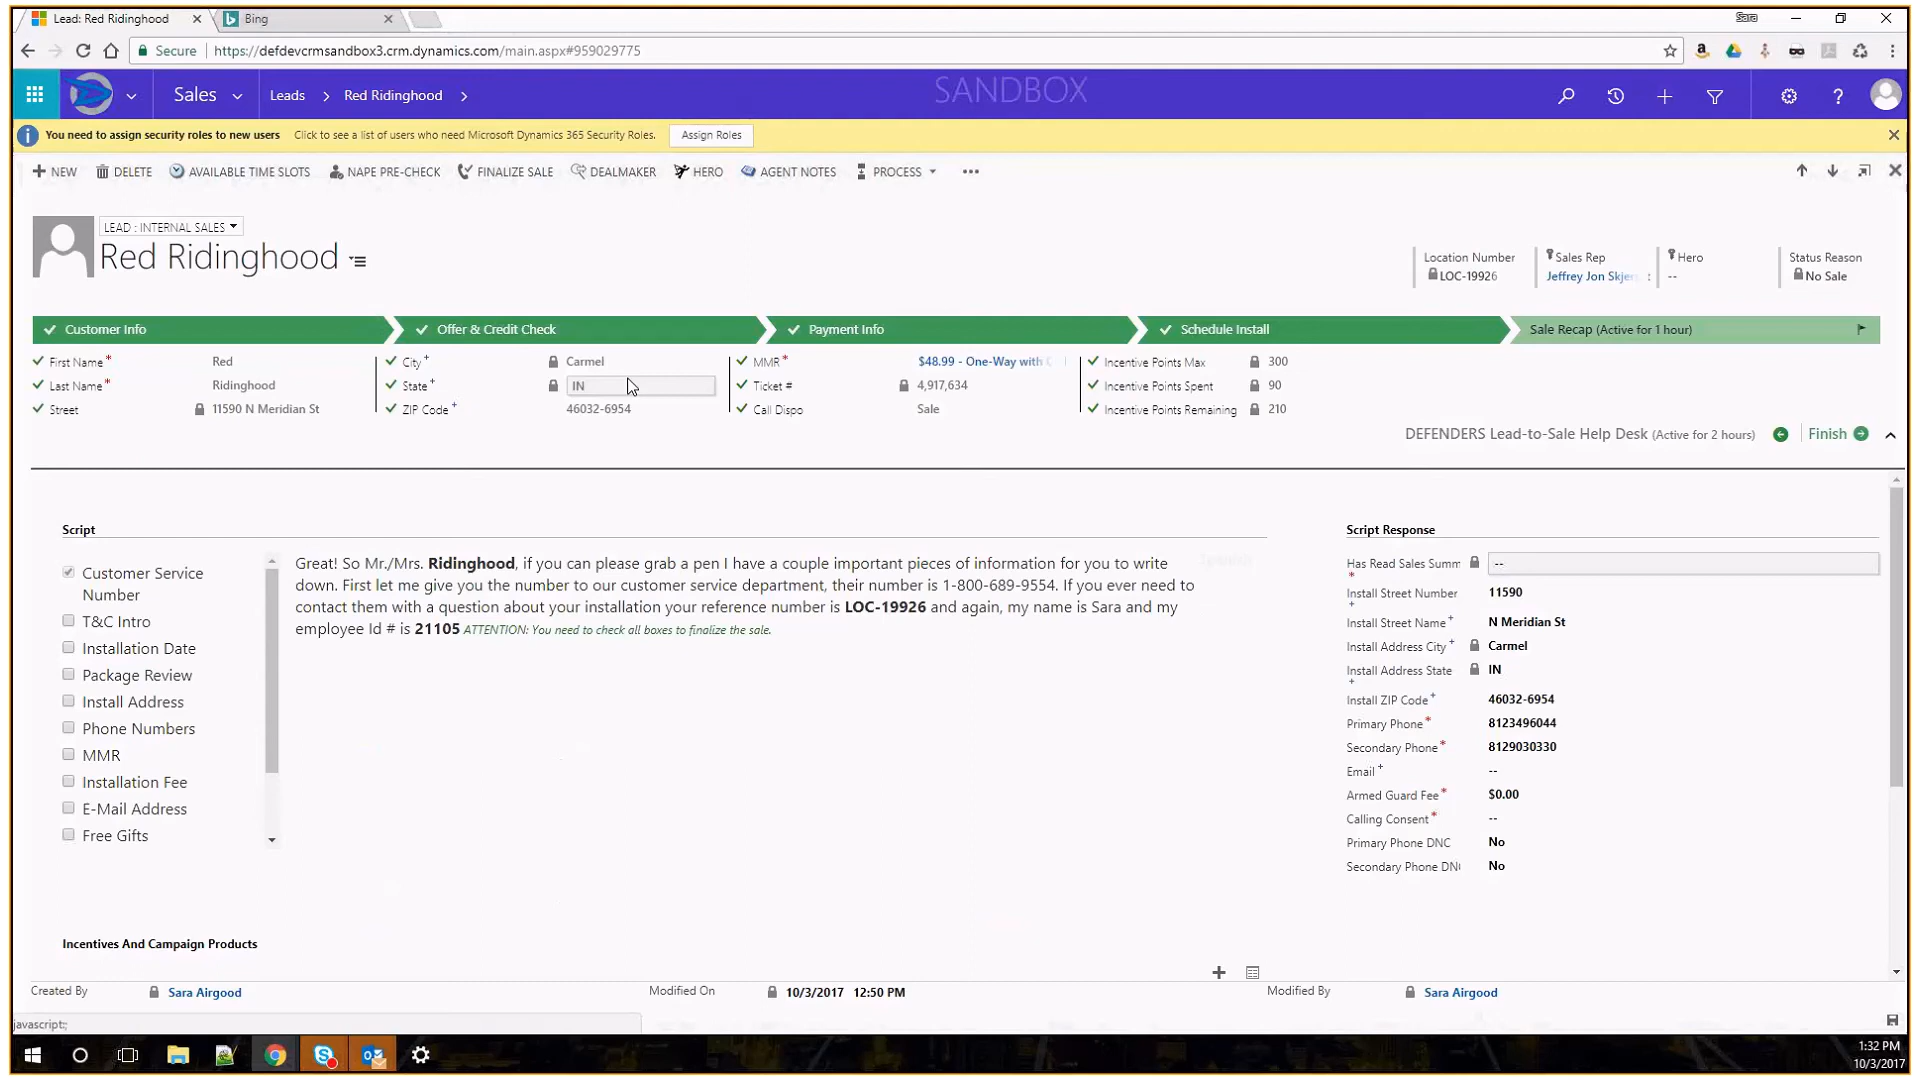 Lead: Red Ridinghood
Bing
Sara
Secure
https://defdevcrmsandbox3.crm.dynamics.com/main.aspx#959029775
Sales
Leads
Red Ridinghood
SANDBOX
You need to assign security roles to new users Click to see a list of users who need Microsoft Dynamics 365 Security Roles. Assign Roles
NEW DELETE AVAILABLE TIME SLOTS NAPE PRE-CHECK FINALIZE SALE DEALMAKER HERO AGENT NOTES PROCESS
LEAD : INTERNAL SALES
Red Ridinghood
Location Number Sales Rep Hero Status Reason
LOC-19926 Jeffrey Jon Skjer -- No Sale
Customer Info Offer & Credit Check Payment Info Schedule Install Sale Recap (Active for 1 hour)
First Name* Red City+ Carmel MMR* $48.99 - One-Way with Incentive Points Max 300
Last Name* Ridinghood State+ IN Ticket # 4,917,634 Incentive Points Spent 90
Street 11590 N Meridian St ZIP Code+ 46032-6954 Call Dispo Sale Incentive Points Remaining 210
DEFENDERS Lead-to-Sale Help Desk (Active for 2 hours) Finish
Script
Customer Service
Number
T&C Intro
Installation Date
Package Review
Install Address
Phone Numbers
MMR
Installation Fee
E-Mail Address
Free Gifts
Great! So Mr./Mrs. Ridinghood, if you can please grab a pen I have a couple important pieces of information for you to write
down. First let me give you the number to our customer service department, their number is 1-800-689-9554. If you ever need to
contact them with a question about your installation your reference number is LOC-19926 and again, my name is Sara and my
employee Id # is 21105 ATTENTION: You need to check all boxes to finalize the sale.
Script Response
Has Read Sales Summ * --
Install Street Number + 11590
Install Street Name+ N Meridian St
Install Address City+ Carmel
Install Address State + IN
Install ZIP Code+ 46032-6954
Primary Phone* 8123496044
Secondary Phone* 8129030330
Email+ --
Armed Guard Fee* $0.00
Calling Consent* --
Primary Phone DNC No
Secondary Phone DN No
Incentives And Campaign Products
Created By Sara Airgood Modified On 10/3/2017 12:50 PM Modified By Sara Airgood
javascript:;
1:32 PM
10/3/2017